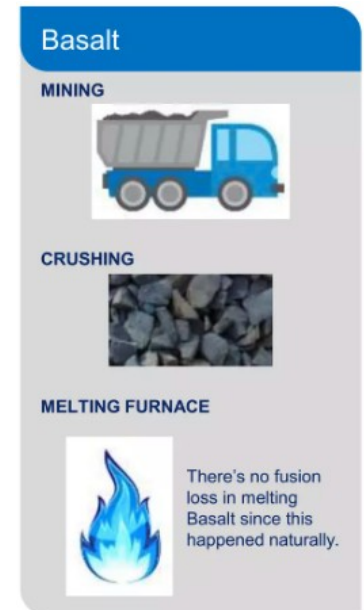 Basalt
MINING
CRUSHING
MELTING FURNACE
There's no fusion
loss in melting
Basalt since this
happened naturally.